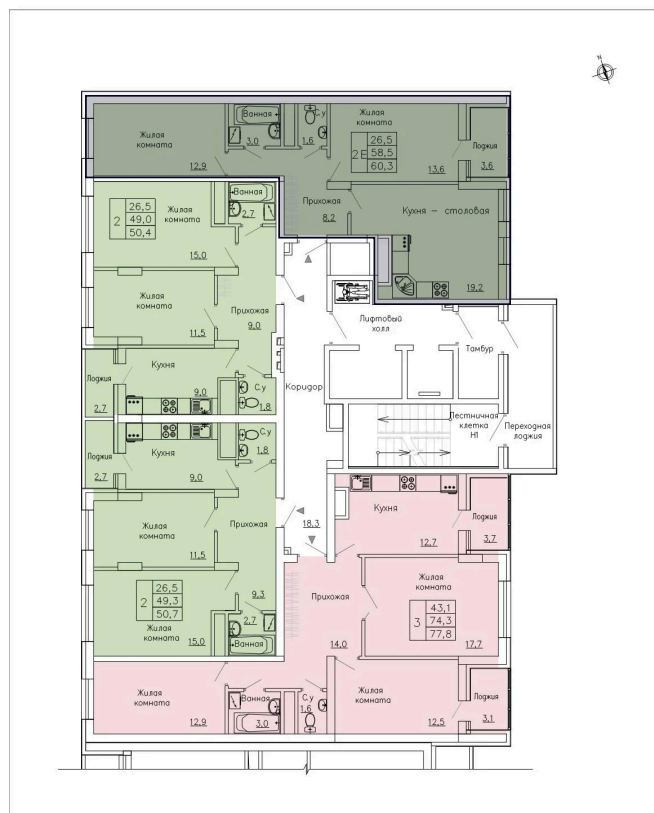 N
Жилая
комната
12.9
Ванная
3.0
С.у
1.6
Жилая
комната
26,5
2Е 58,5
60,3
13.6
Лоджия
3.6
Прихожая
8.2
Кухня – столовая
19.2
26,5
2 49,0
50,4
Жилая
комната
15.0
Ванная
2.7
Жилая
комната
11.5
Прихожая
9.0
Кухня
9.0
Лоджия
2.7
С.у
1.8
Лифтовый
холл
Тамбур
Коридор
Лестничная
клетка
Н1
Переходная
лоджия
Лоджия
2.7
Кухня
9.0
С.у
1.8
Жилая
комната
11.5
Прихожая
9.3
26,5
2 49,3
50,7
Жилая
комната
15.0
2.7
Ванная
18.3
Кухня
12.7
Лоджия
3.7
Прихожая
14.0
Жилая
комната
43,1
3 74,3
77,8
17.7
Жилая
комната
12.9
Ванная
3.0
С.у
1.6
Жилая
комната
12.5
Лоджия
3.1